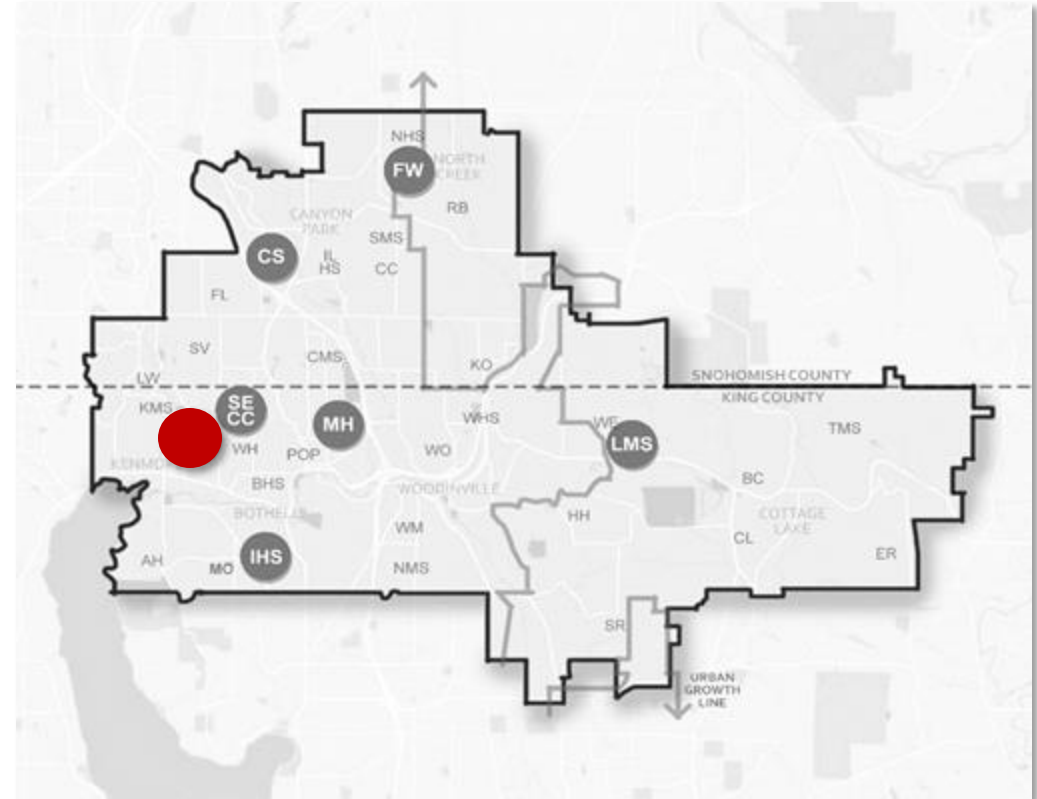 NHS
FW
NORTH
CREEK
RB
CANYON
PARK
SMS
CS
IL
HS
CC
FL
SV
CMS
KO
LW
SNOHOMISH COUNTY
KING COUNTY
KMS
SE
CC
MH
WHS
WE
LMS
TMS
WH
POP
WO
BHS
BC
WOODINVILLE
BOTHELL
HH
COTTAGE
LAKE
WM
CL
AH
MO
IHS
NMS
ER
SR
URBAN
GROWTH
LINE